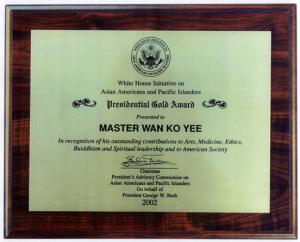 White House Initiative on
Asian Americans and Pacific Islanders
Presidential Gold Award
Presented to
MASTER WAN KO YEE
In recognition of his outstanding contributions to Arts, Medicine, Ethics,
Buddhism and Spiritual leadership and to American Society
Chairman
President's Advisory Commission on
Asian Americans and Pacific Islanders
On behalf of
President George W. Bush
2002